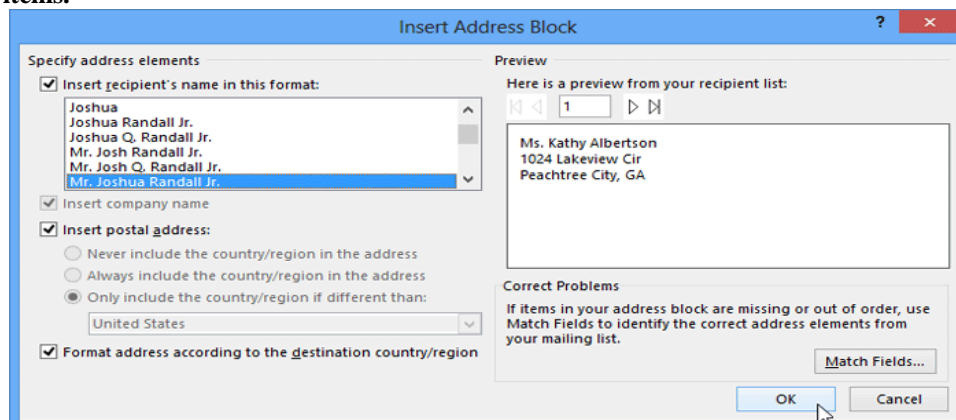 items.
Insert Address Block
? ×
Specify address elements
Insert recipient's name in this format:
Joshua
Joshua Randall Jr.
Joshua Q. Randall Jr.
Mr. Josh Randall Jr.
Mr. Josh Q. Randall Jr.
Mr. Joshua Randall Jr.
Insert company name
Insert postal address:
Never include the country/region in the address
Always include the country/region in the address
Only include the country/region if different than:
United States
Format address according to the destination country/region
Preview
Here is a preview from your recipient list:
1
Ms. Kathy Albertson
1024 Lakeview Cir
Peachtree City, GA
Correct Problems
If items in your address block are missing or out of order, use
Match Fields to identify the correct address elements from
your mailing list.
Match Fields...
OK Cancel